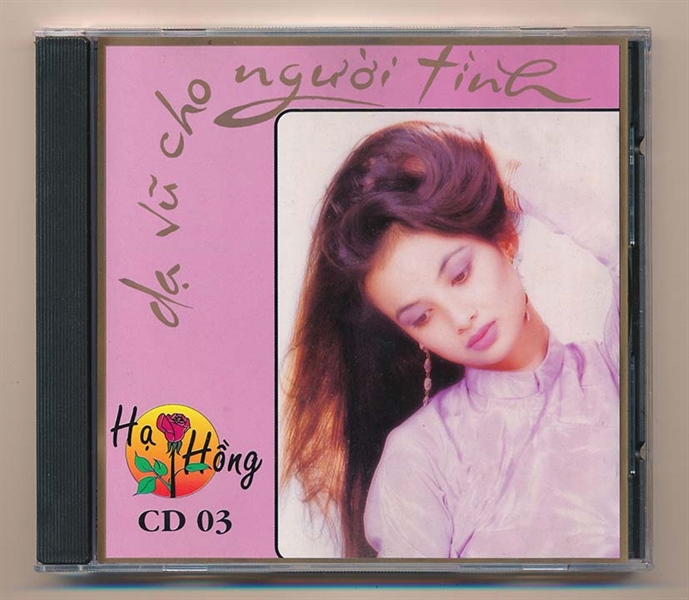 dạ vũ cho người tình
Hạ
Hồng
CD 03